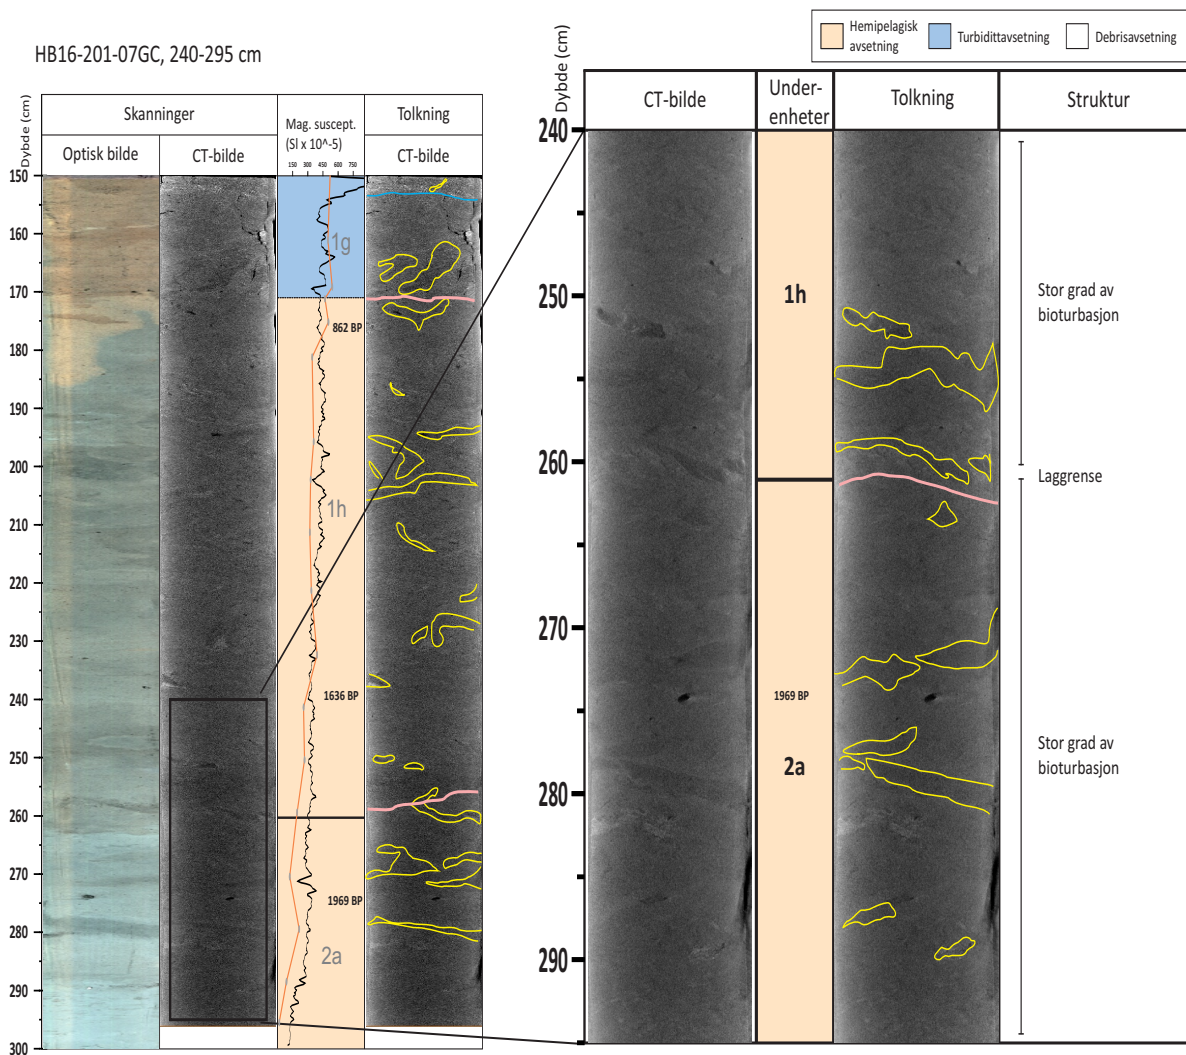 HB16-201-07GC, 240-295 cm
Hemipelagisk
avsetning
Turbidittavsetning
Debrisavsetning
Dybde (cm)
Skanninger
Mag. suscept.
(SI x 10^-5)
Tolkning
Optisk bilde
CT-bilde
150 300 450 600 750
CT-bilde
150
160
170
180
190
200
210
220
230
240
250
260
270
280
290
300
1g
862 BP
1h
1636 BP
1969 BP
2a
Dybde (cm)
CT-bilde
Under-
enheter
Tolkning
Struktur
240
250
260
270
280
290
1h
1969 BP
2a
Stor grad av
bioturbasjon
Laggrense
Stor grad av
bioturbasjon